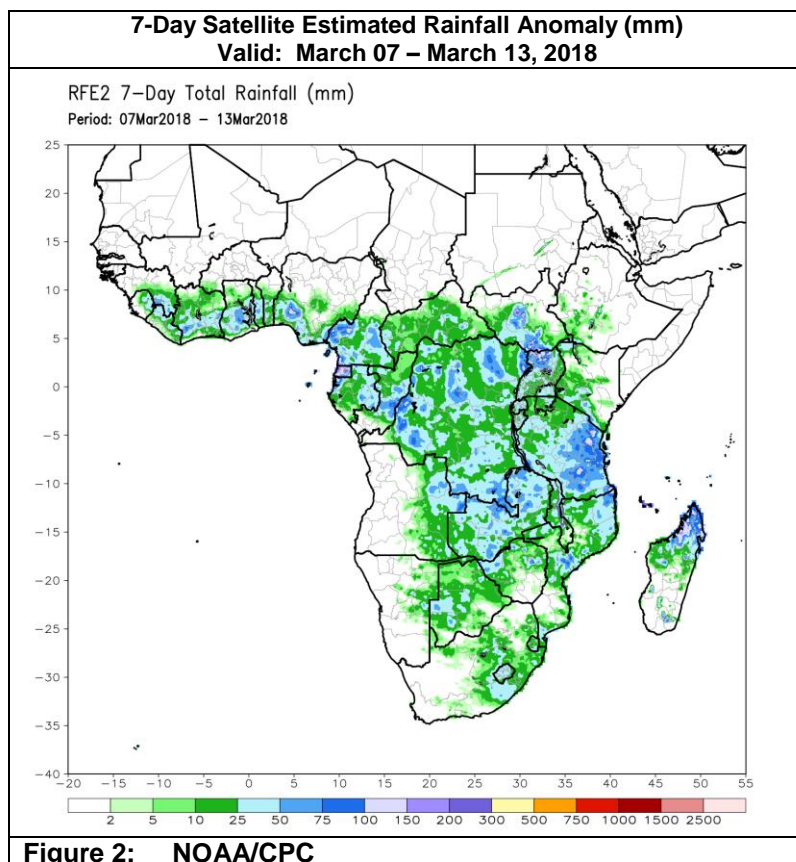 7-Day Satellite Estimated Rainfall Anomaly (mm)
Valid: March 07 – March 13, 2018
RFE2 7-Day Total Rainfall (mm)
Period: 07Mar2018 – 13Mar2018
25
20
15
10
5
0
-5
-10
-15
-20
-25
-30
-35
-40
-20 -15 -10 -5 0 5 10 15 20 25 30 35 40 45 50 55
2 5 10 25 50 75 100 150 200 300 500 750 1000 1500 2500
Figure 2: NOAA/CPC